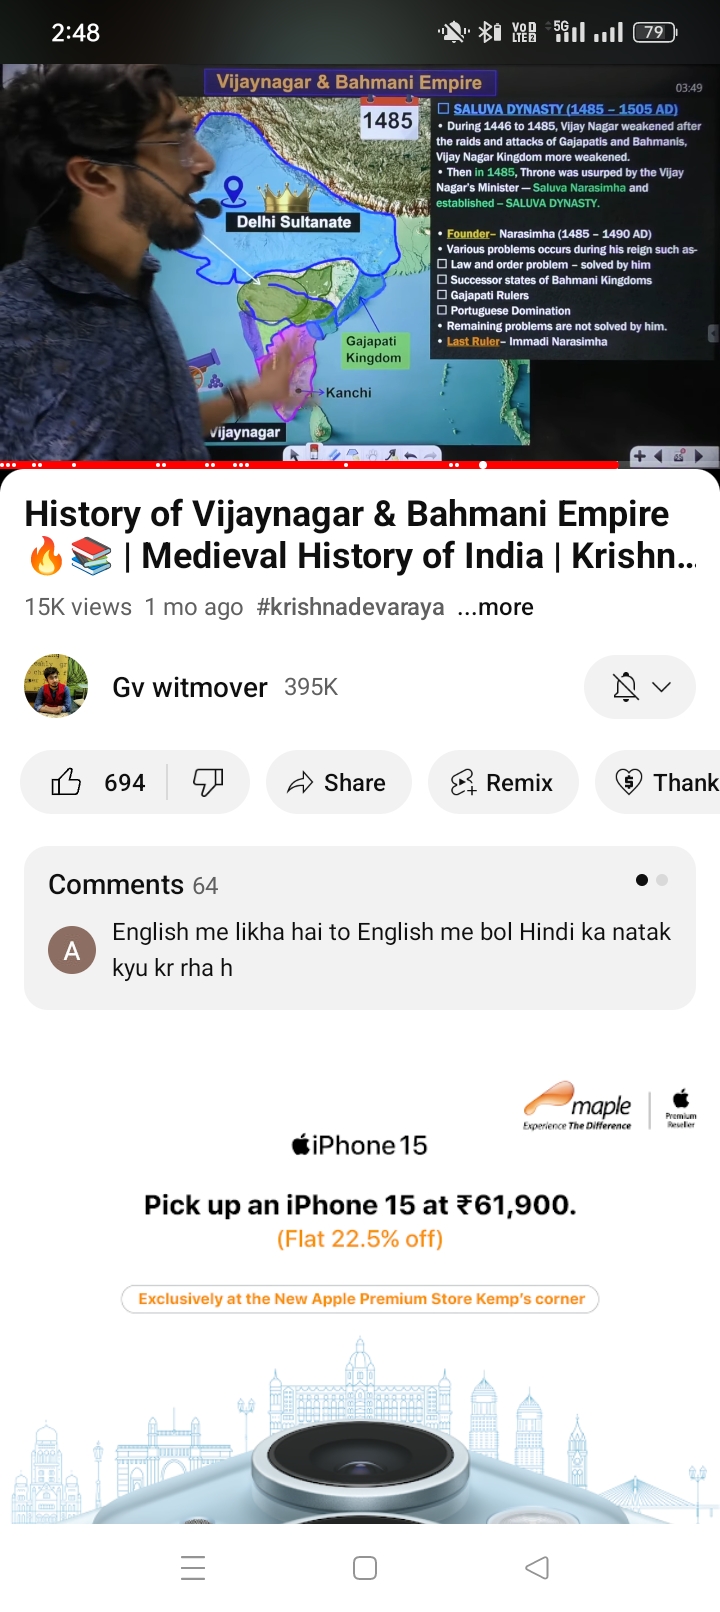 2:48
VoD
LTE2
5G
79
Vijaynagar & Bahmani Empire
03:49
1485
Delhi Sultanate
Gajapati
Kingdom
Kanchi
Vijaynagar
SALUVA DYNASTY (1485 – 1505 AD)
• During 1446 to 1485, Vijay Nagar weakened after
the raids and attacks of Gajapatis and Bahmanis,
Vijay Nagar Kingdom more weakened.
• Then in 1485, Throne was usurped by the Vijay
Nagar's Minister — Saluva Narasimha and
established – SALUVA DYNASTY.
• Founder– Narasimha (1485 – 1490 AD)
• Various problems occurs during his reign such as-
☐ Law and order problem – solved by him
☐ Successor states of Bahmani Kingdoms
☐ Gajapati Rulers
☐ Portuguese Domination
• Remaining problems are not solved by him.
• Last Ruler– Immadi Narasimha
History of Vijaynagar & Bahmani Empire
🔥📚 | Medieval History of India | Krishn...
15K views 1 mo ago #krishnadevaraya ...more
Gv witmover 395K
694
Share
Remix
Thank
Comments 64
A
English me likha hai to English me bol Hindi ka natak
kyu kr rha h
maple
Experience The Difference
Premium
Reseller
iPhone 15
Pick up an iPhone 15 at ₹61,900.
(Flat 22.5% off)
Exclusively at the New Apple Premium Store Kemp's corner